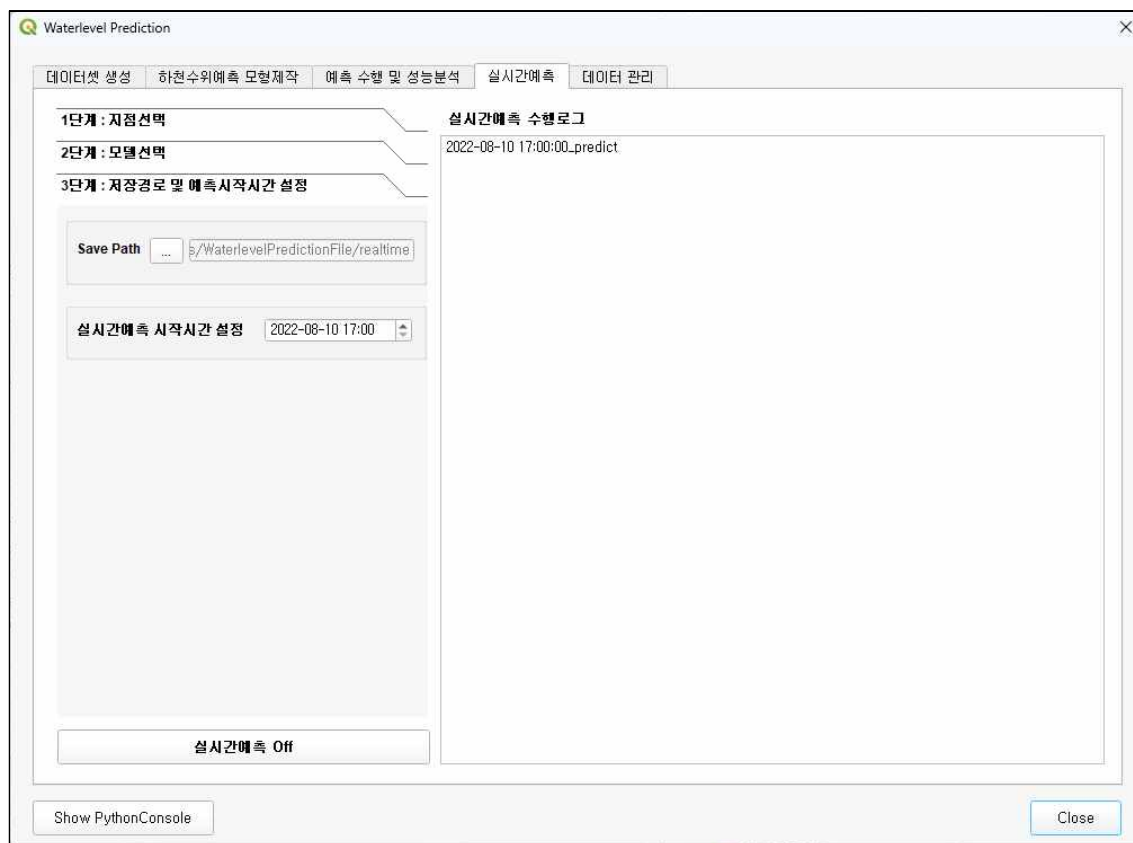 Waterlevel Prediction
데이터셋 생성
하천수위예측 모형제작
예측 수행 및 성능분석
실시간예측
데이터 관리
1단계 : 지점선택
2단계 : 모델선택
3단계 : 저장경로 및 예측시작시간 설정
Save Path ... s/WaterlevelPredictionFile/realtime
실시간예측 시작시간 설정 2022-08-10 17:00
실시간예측 Off
실시간예측 수행로그
2022-08-10 17:00:00_predict
Show PythonConsole
Close